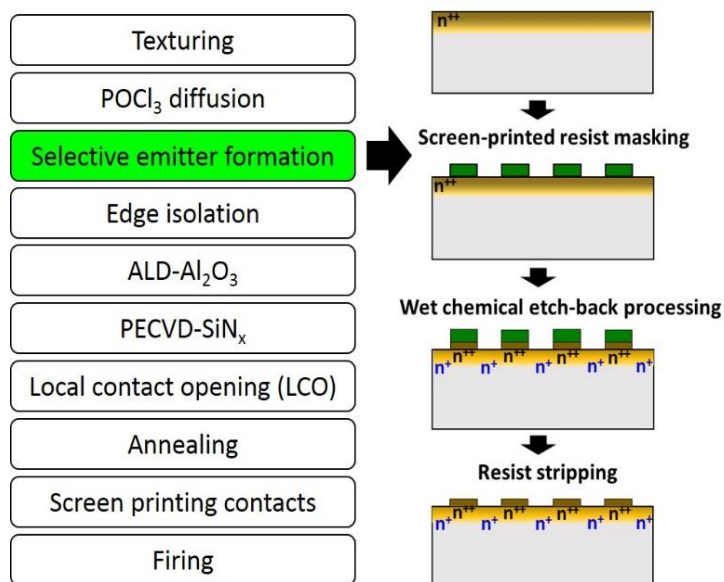 Texturing
POCl₃ diffusion
Selective emitter formation
Edge isolation
ALD-Al₂O₃
PECVD-SiNₓ
Local contact opening (LCO)
Annealing
Screen printing contacts
Firing
n⁺⁺
Screen-printed resist masking
n⁺⁺
Wet chemical etch-back processing
n⁺⁺ n⁺⁺ n⁺⁺ n⁺⁺
n⁺ n⁺ n⁺ n⁺ n⁺
Resist stripping
n⁺⁺ n⁺⁺ n⁺⁺ n⁺⁺
n⁺ n⁺ n⁺ n⁺ n⁺